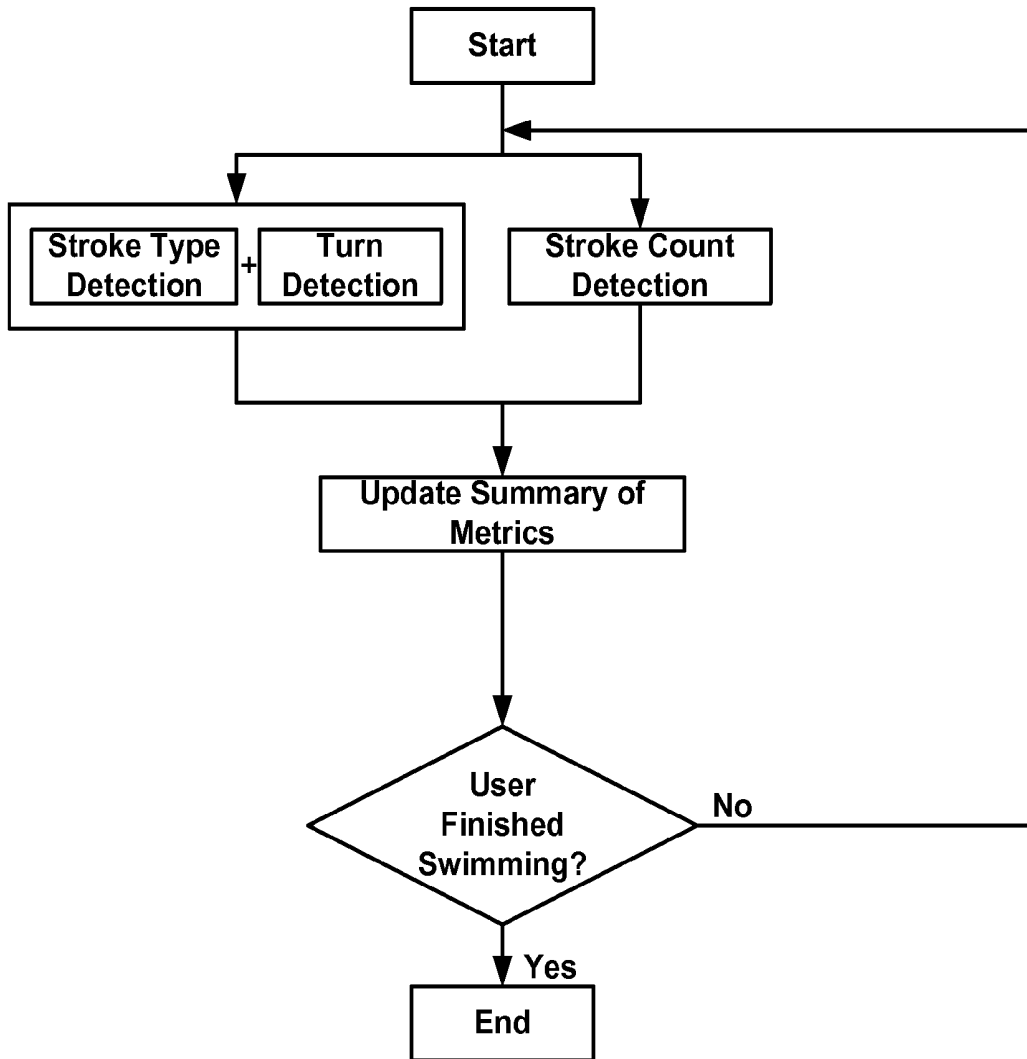 Start
Stroke Type
Detection
+
Turn
Detection
Stroke Count
Detection
Update Summary of
Metrics
User
Finished
Swimming?
No
Yes
End